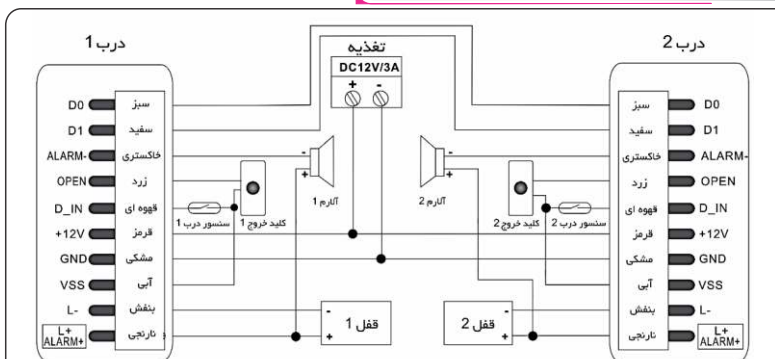 درب 1
تغذیه
درب 2
DC12V/3A
+ -
D0 سبز
سبز D0
D1 سفید
سفید D1
ALARM- خاکستری
خاکستری ALARM-
OPEN زرد
زرد OPEN
D_IN قهوه ای
قهوه ای D_IN
+12V قرمز
قرمز +12V
GND مشکی
مشکی GND
VSS آبی
آبی VSS
L- بنفش
بنفش L-
L+
ALARM+
نارنجی
نارنجی
L+
ALARM+
-
+
آلارم 1
-
+
آلارم 2
سنسور درب 1
کلید خروج 1
کلید خروج 2
سنسور درب 2
قفل 1
-
+
قفل 2
-
+